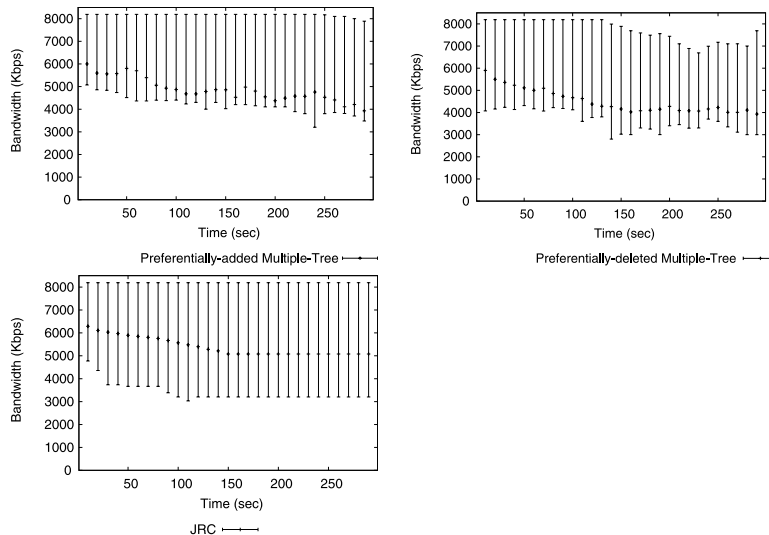 8000
7000
6000
5000
4000
3000
2000
1000
0
Bandwidth (Kbps)
50 100 150 200 250
Time (sec)
Preferentially-added Multiple-Tree
8000
7000
6000
5000
4000
3000
2000
1000
0
Bandwidth (Kbps)
50 100 150 200 250
Time (sec)
Preferentially-deleted Multiple-Tree
8000
7000
6000
5000
4000
3000
2000
1000
0
Bandwidth (Kbps)
50 100 150 200 250
Time (sec)
JRC